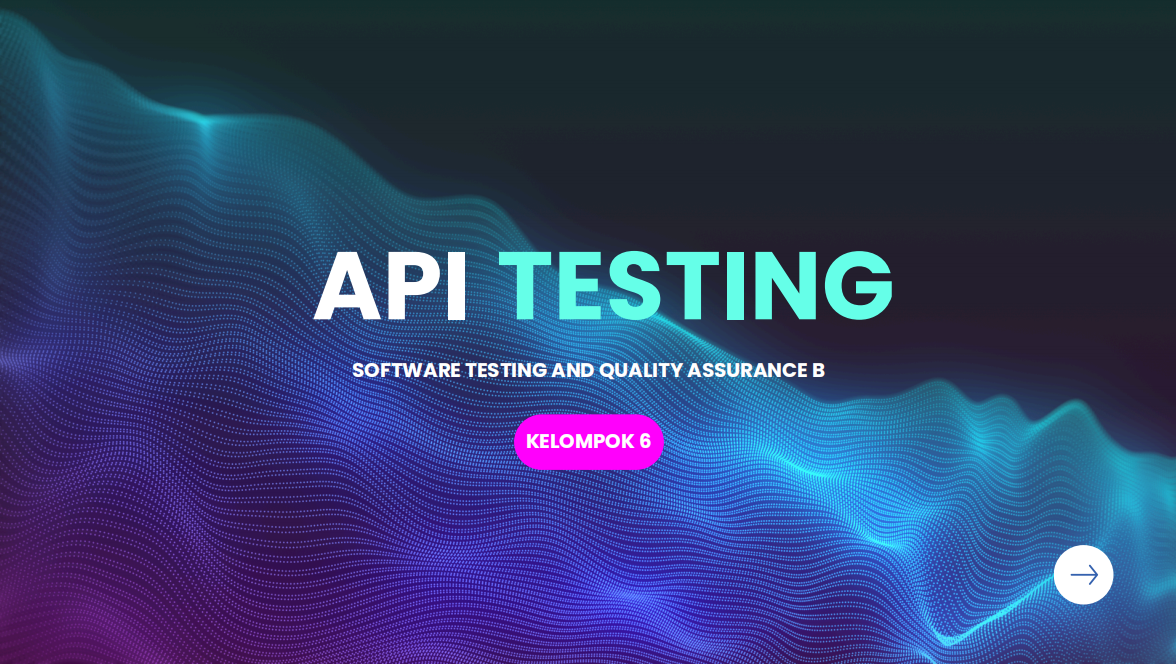 API TESTING
SOFTWARE TESTING AND QUALITY ASSURANCE B
KELOMPOK 6